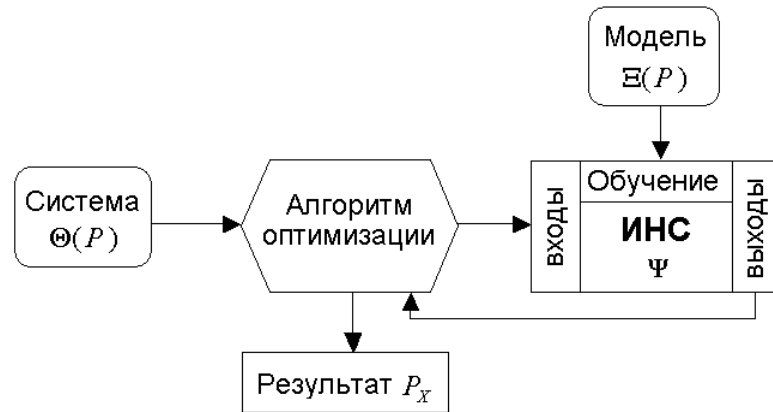 Модель
Ξ(P)
Система
Θ(P)
Алгоритм
оптимизации
входы
Обучение
ИНС
Ψ
выходы
Результат P_X